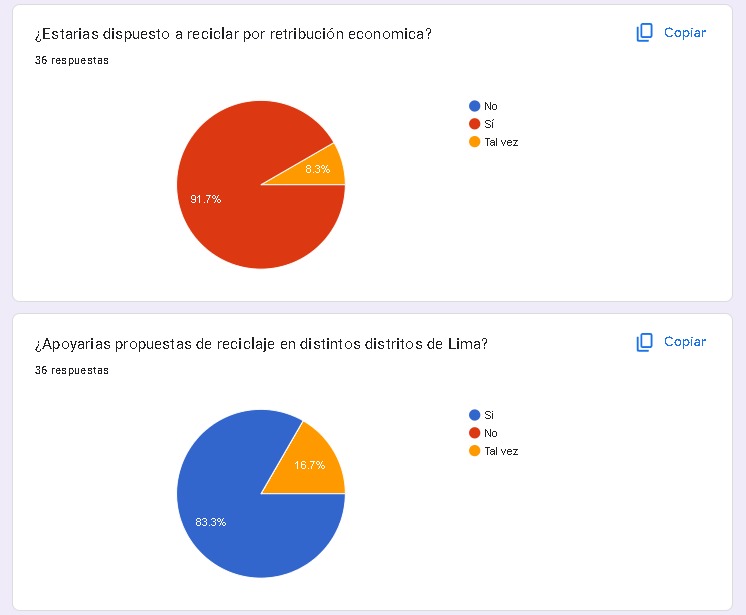 ¿Estarias dispuesto a reciclar por retribución economica?
Copiar
36 respuestas
No
Sí
Tal vez
8.3%
91.7%
¿Apoyarias propuestas de reciclaje en distintos distritos de Lima?
Copiar
36 respuestas
Si
No
Tal vez
16.7%
83.3%